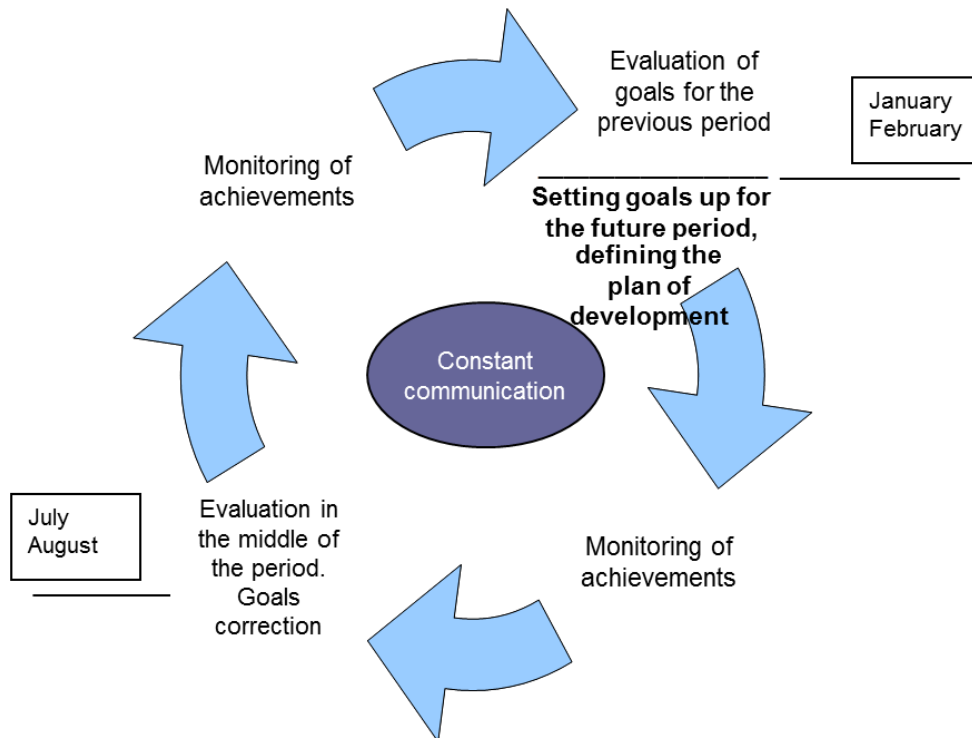 Evaluation of
goals for the
previous period
January
February
Monitoring of
achievements
Setting goals up for
the future period,
defining the
plan of
development
Constant
communication
July
August
Evaluation in
the middle of
the period.
Goals
correction
Monitoring of
achievements